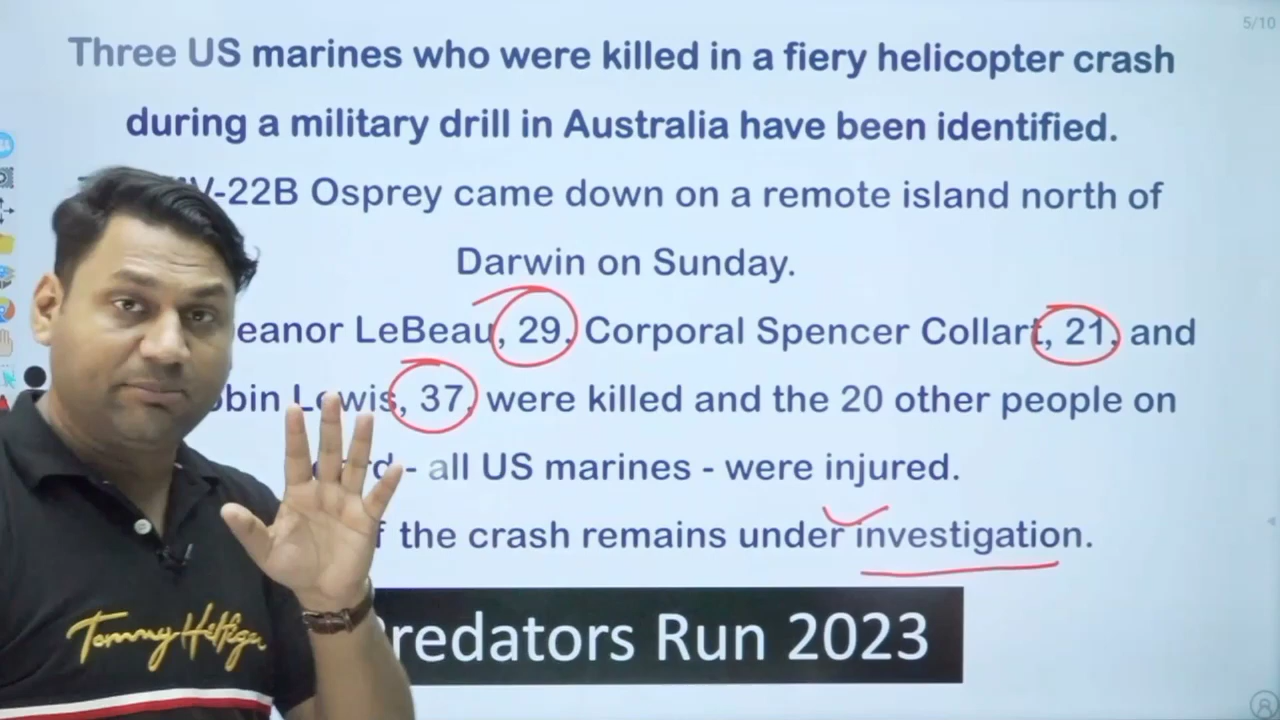 5/10
Three US marines who were killed in a fiery helicopter crash
during a military drill in Australia have been identified.
V-22B Osprey came down on a remote island north of
Darwin on Sunday.
eanor LeBeau, 29, Corporal Spencer Collart, 21, and
obin Lewis, 37, were killed and the 20 other people on
- all US marines - were injured.
f the crash remains under investigation.
redators Run 2023
Tommy Hilfiger